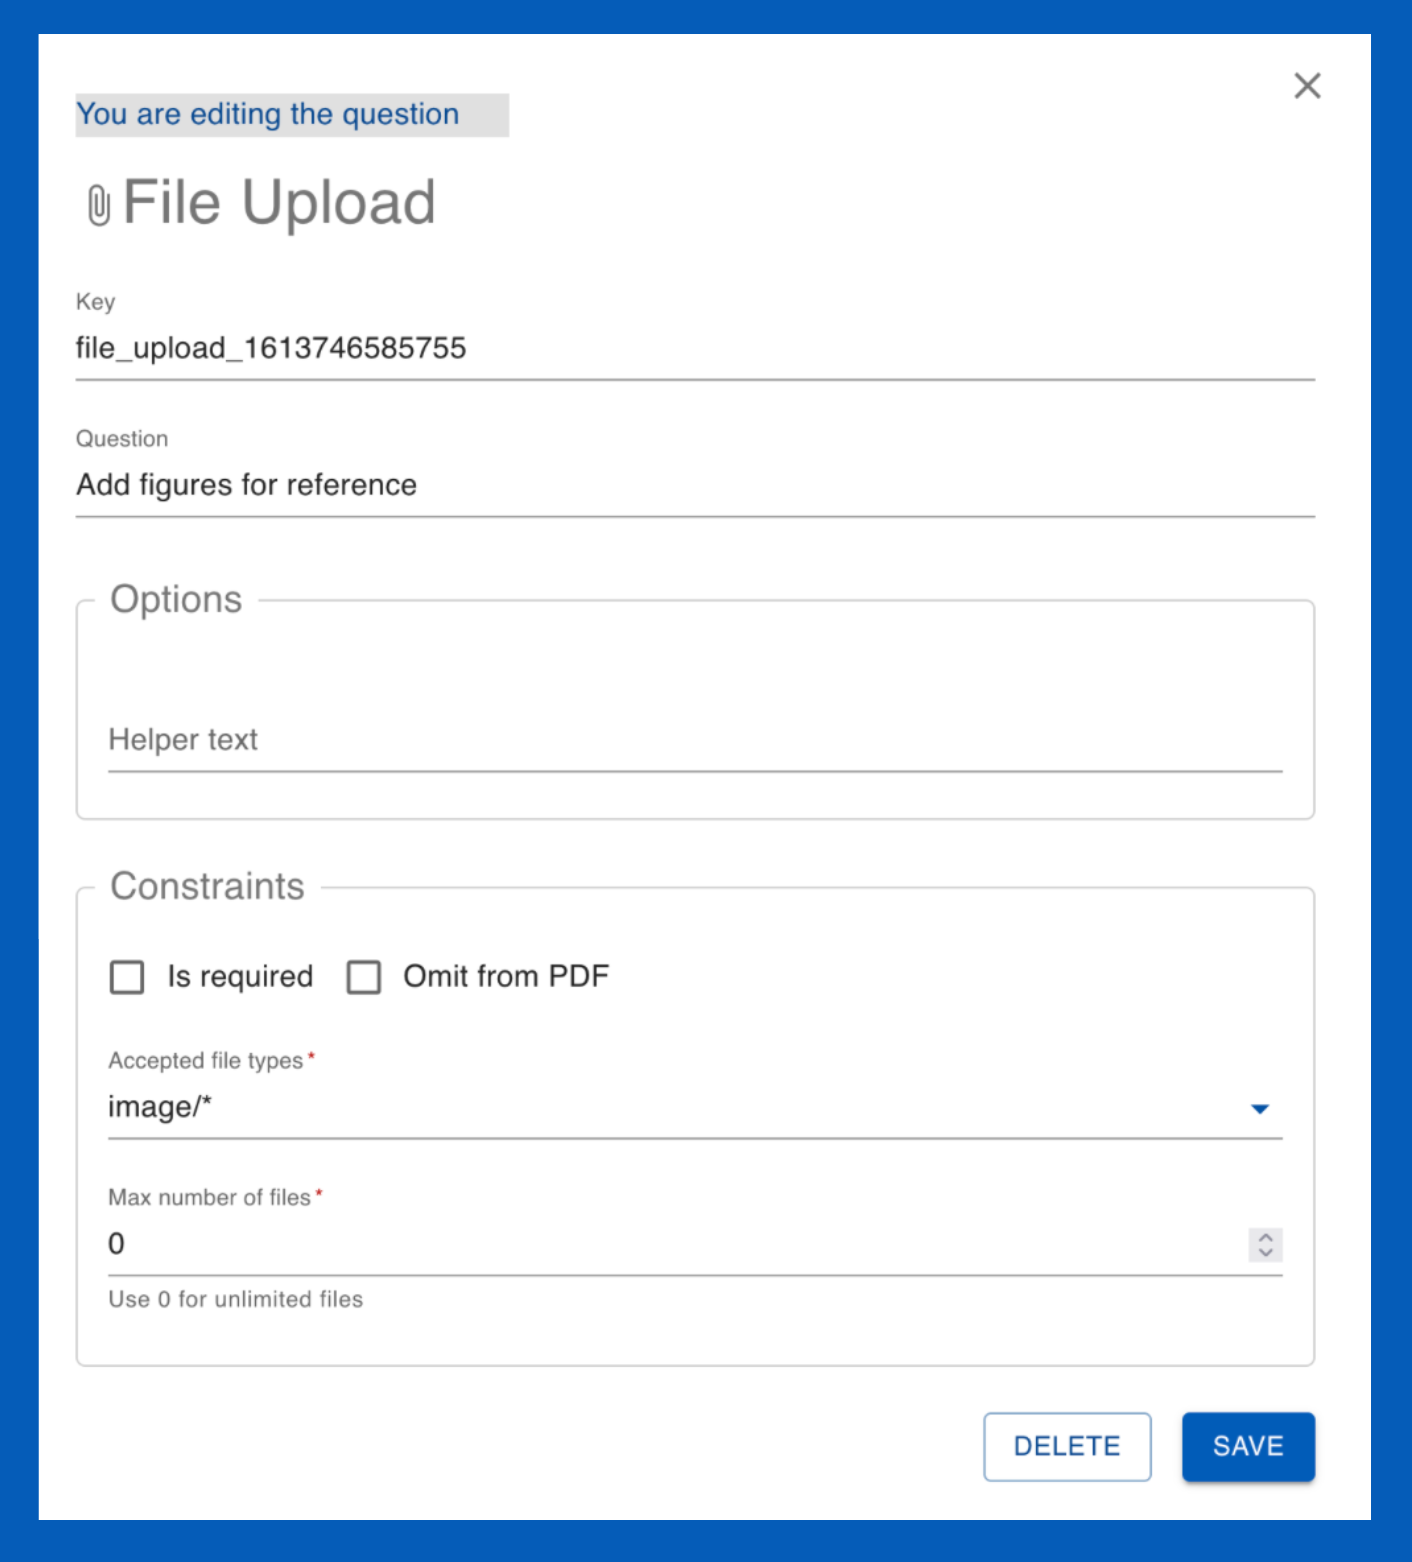 You are editing the question
File Upload
Key
file_upload_1613746585755
Question
Add figures for reference
Options
Helper text
Constraints
Is required Omit from PDF
Accepted file types *
image/*
Max number of files *
0
Use 0 for unlimited files
DELETE SAVE